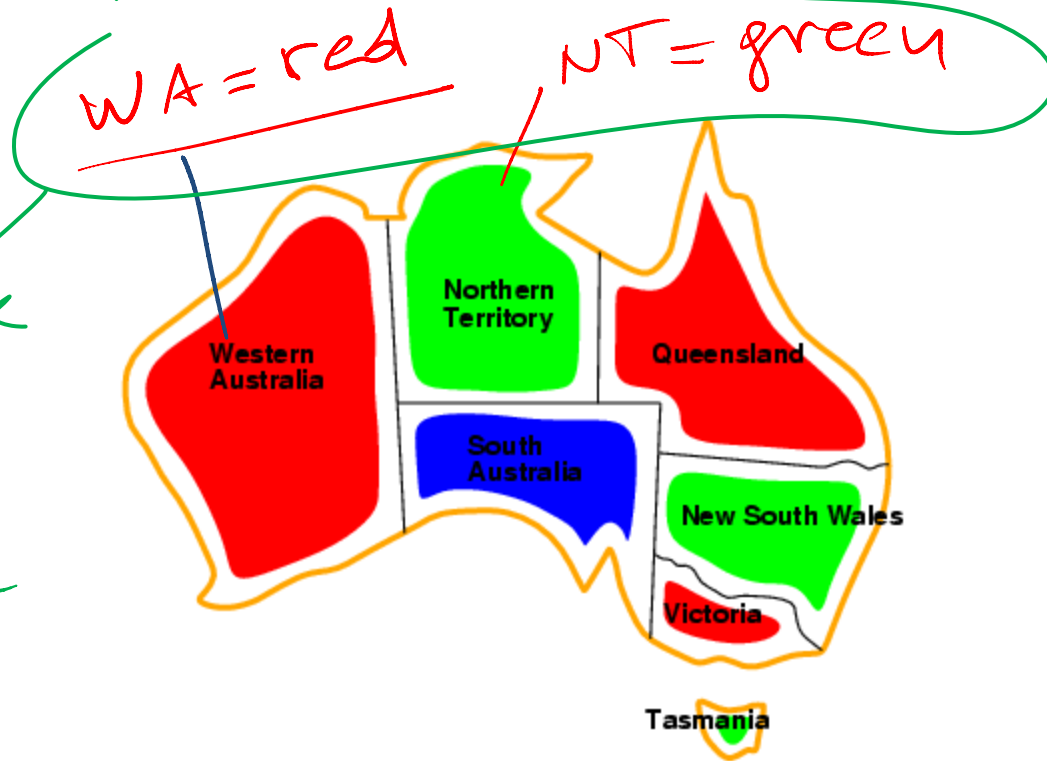 WA = red
NT = green
Northern
Territory
Western
Australia
Queensland
South
Australia
New South Wales
Victoria
Tasmania